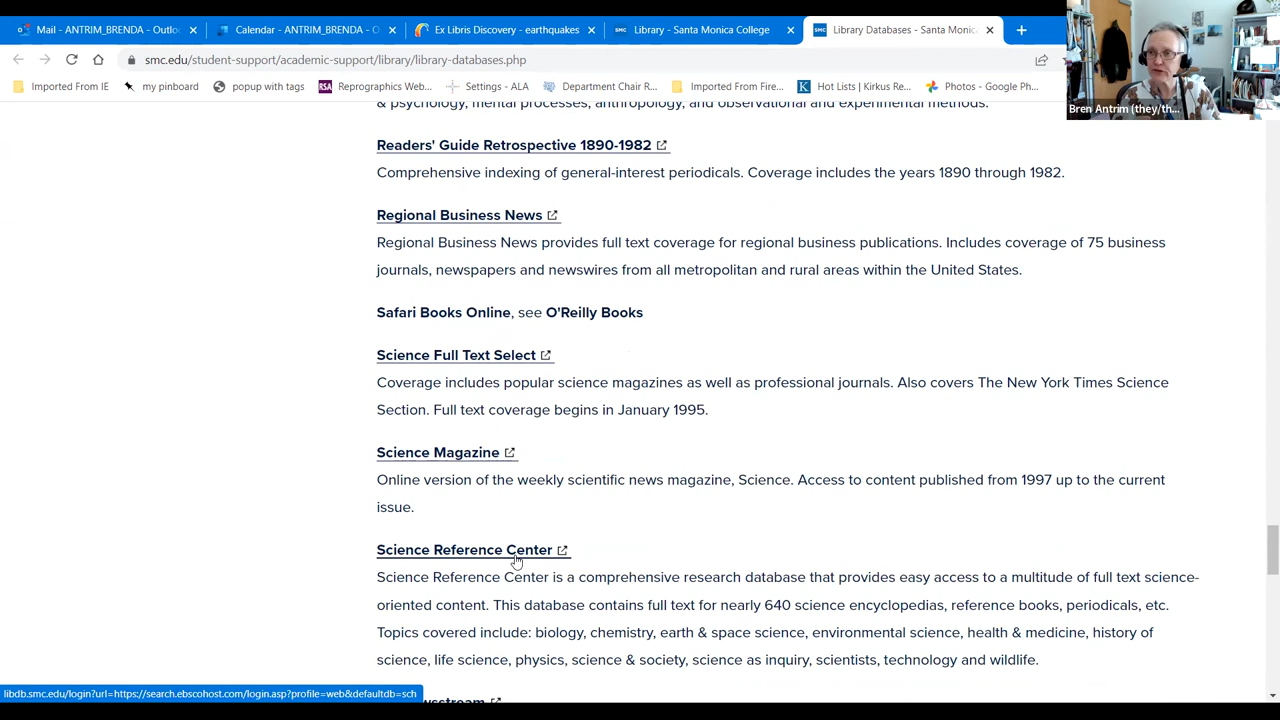 Mail - ANTRIM_BRENDA - Outlo
Calendar - ANTRIM_BRENDA - O
Ex Libris Discovery - earthquakes
SMC Library - Santa Monica College
SMC Library Databases - Santa Monic
smc.edu/student-support/academic-support/library/library-databases.php
Imported From IE
my pinboard
popup with tags
RSA Reprographics Web...
Settings - ALA
Department Chair R...
Imported From Fire...
K Hot Lists | Kirkus Re...
Photos - Google Ph...
Bren Antrim (they/th...
& psychology, mental processes, anthropology, and observational and experimental methods.
Readers' Guide Retrospective 1890-1982
Comprehensive indexing of general-interest periodicals. Coverage includes the years 1890 through 1982.
Regional Business News
Regional Business News provides full text coverage for regional business publications. Includes coverage of 75 business
journals, newspapers and newswires from all metropolitan and rural areas within the United States.
Safari Books Online, see O'Reilly Books
Science Full Text Select
Coverage includes popular science magazines as well as professional journals. Also covers The New York Times Science
Section. Full text coverage begins in January 1995.
Science Magazine
Online version of the weekly scientific news magazine, Science. Access to content published from 1997 up to the current
issue.
Science Reference Center
Science Reference Center is a comprehensive research database that provides easy access to a multitude of full text science-
oriented content. This database contains full text for nearly 640 science encyclopedias, reference books, periodicals, etc.
Topics covered include: biology, chemistry, earth & space science, environmental science, health & medicine, history of
science, life science, physics, science & society, science as inquiry, scientists, technology and wildlife.
libdb.smc.edu/login?url=https://search.ebscohost.com/login.asp?profile=web&defaultdb=sch